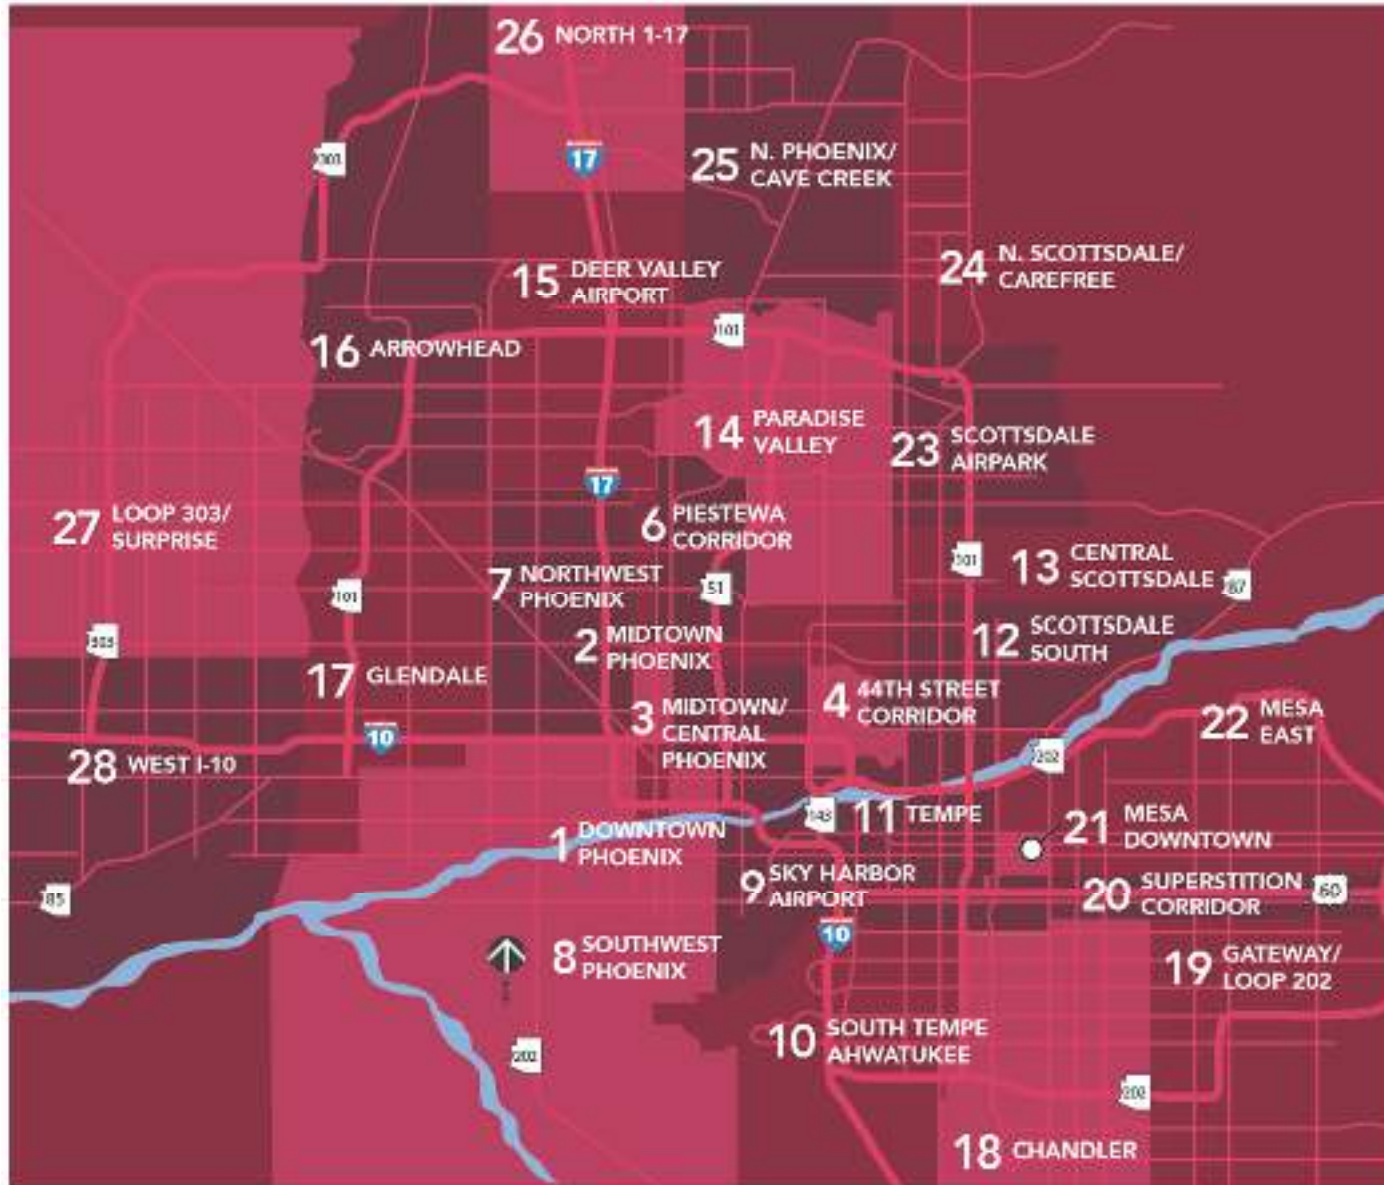 26 NORTH 1-17
303
17
25 N. PHOENIX/
CAVE CREEK
24 N. SCOTTSDALE/
CAREFREE
15 DEER VALLEY
AIRPORT
101
16 ARROWHEAD
14 PARADISE
VALLEY
23 SCOTTSDALE
AIRPARK
17
27 LOOP 303/
SURPRISE
6 PIESTEWA
CORRIDOR
101
13 CENTRAL
SCOTTSDALE
87
7 NORTHWEST
PHOENIX
51
101
303
2 MIDTOWN
PHOENIX
12 SCOTTSDALE
SOUTH
17 GLENDALE
4 44TH STREET
CORRIDOR
3 MIDTOWN/
CENTRAL
PHOENIX
22 MESA
EAST
10
28 WEST I-10
202
143
11 TEMPE
21 MESA
DOWNTOWN
1 DOWNTOWN
PHOENIX
9 SKY HARBOR
AIRPORT
20 SUPERSTITION
CORRIDOR
60
85
10
8 SOUTHWEST
PHOENIX
19 GATEWAY/
LOOP 202
10 SOUTH TEMPE
AHWATUKEE
202
202
18 CHANDLER